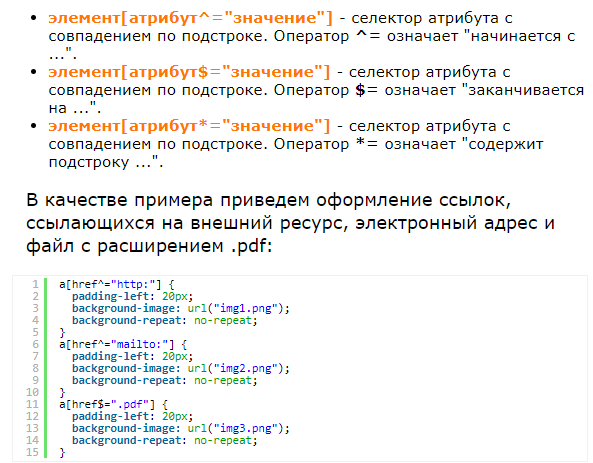 • элемент[атрибут^="значение"] - селектор атрибута с
совпадением по подстроке. Оператор ^= означает "начинается с
...".
• элемент[атрибут$="значение"] - селектор атрибута с
совпадением по подстроке. Оператор $= означает "заканчивается
на ...".
• элемент[атрибут*="значение"] - селектор атрибута с
совпадением по подстроке. Оператор *= означает "содержит
подстроку ...".
В качестве примера приведем оформление ссылок,
ссылающихся на внешний ресурс, электронный адрес и
файл с расширением .pdf:
1 a[href^="http:"] {
2 padding-left: 20px;
3 background-image: url("img1.png");
4 background-repeat: no-repeat;
5 }
6 a[href^="mailto:"] {
7 padding-left: 20px;
8 background-image: url("img2.png");
9 background-repeat: no-repeat;
10 }
11 a[href$=".pdf"] {
12 padding-left: 20px;
13 background-image: url("img3.png");
14 background-repeat: no-repeat;
15 }